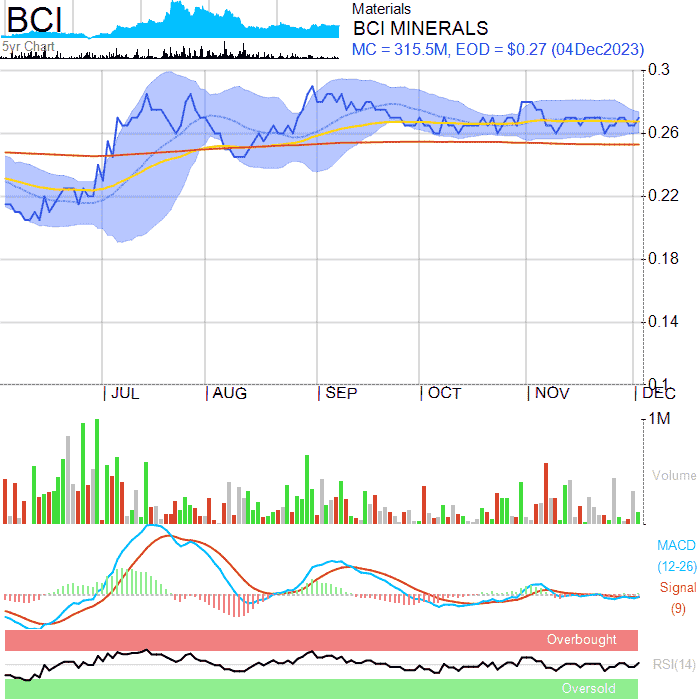 BCI
5yr Chart
Materials
BCI MINERALS
MC = 315.5M, EOD = $0.27 (04Dec2023)
0.3
0.26
0.22
0.18
0.14
0.1
JUL AUG SEP OCT NOV DEC
1M
Volume
MACD
(12-26)
Signal
(9)
Overbought
RSI(14)
Oversold